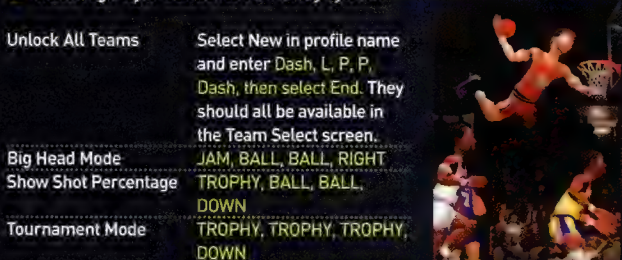 Unlock All Teams Select New in profile name
and enter Dash, L, P, P,
Dash, then select End. They
should all be available in
the Team Select screen.
Big Head Mode JAM, BALL, BALL, RIGHT
Show Shot Percentage TROPHY, BALL, BALL,
DOWN
Tournament Mode TROPHY, TROPHY, TROPHY,
DOWN